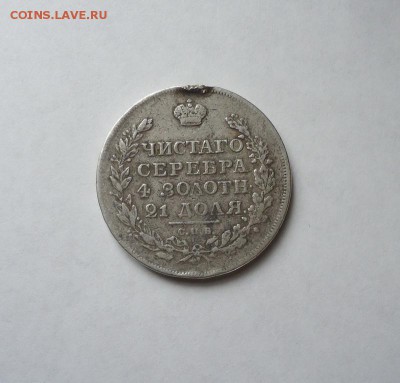 COINS.LAVE.RU
ЧИСТАГО
СЕРЕБРА
4 ЗОЛОТН.
21 ДОЛЯ
С.П.Б.